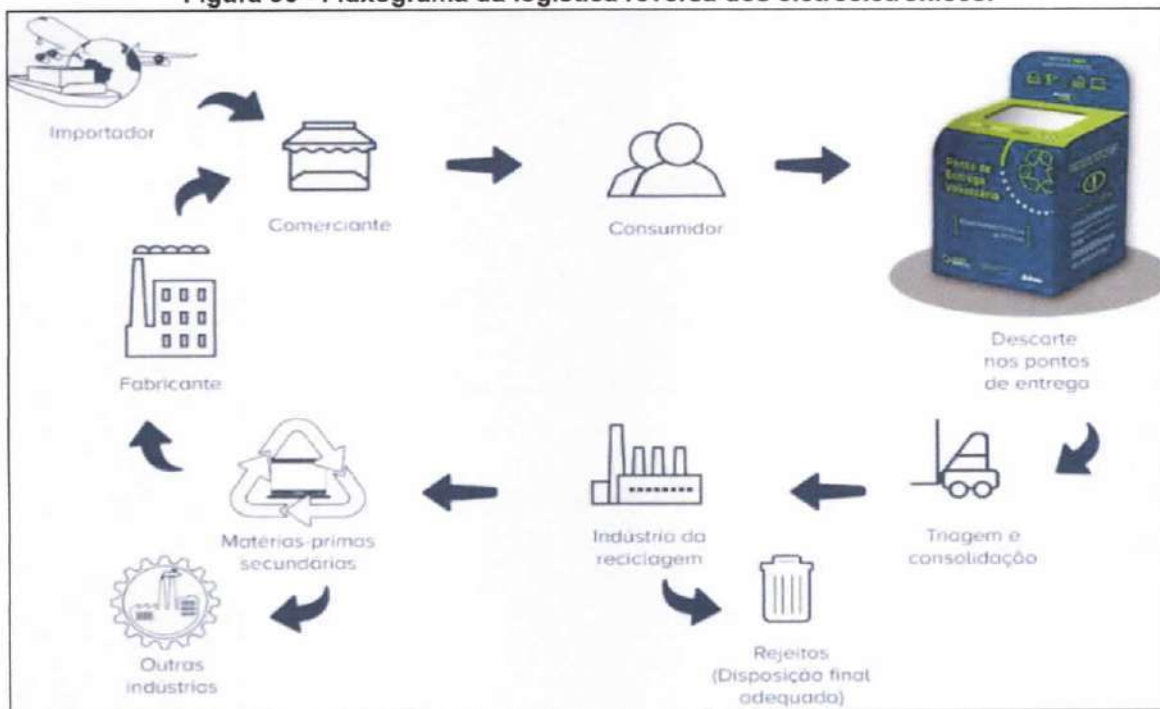 Importador
Comerciante
Consumidor
Ponto de
Entrega
Voluntária
Descarte
nos pontos
de entrega
Fabricante
Matérias-primas
secundárias
Indústria da
reciclagem
Triagem e
consolidação
Outras
indústrias
Rejeitos
(Disposição final
adequada)